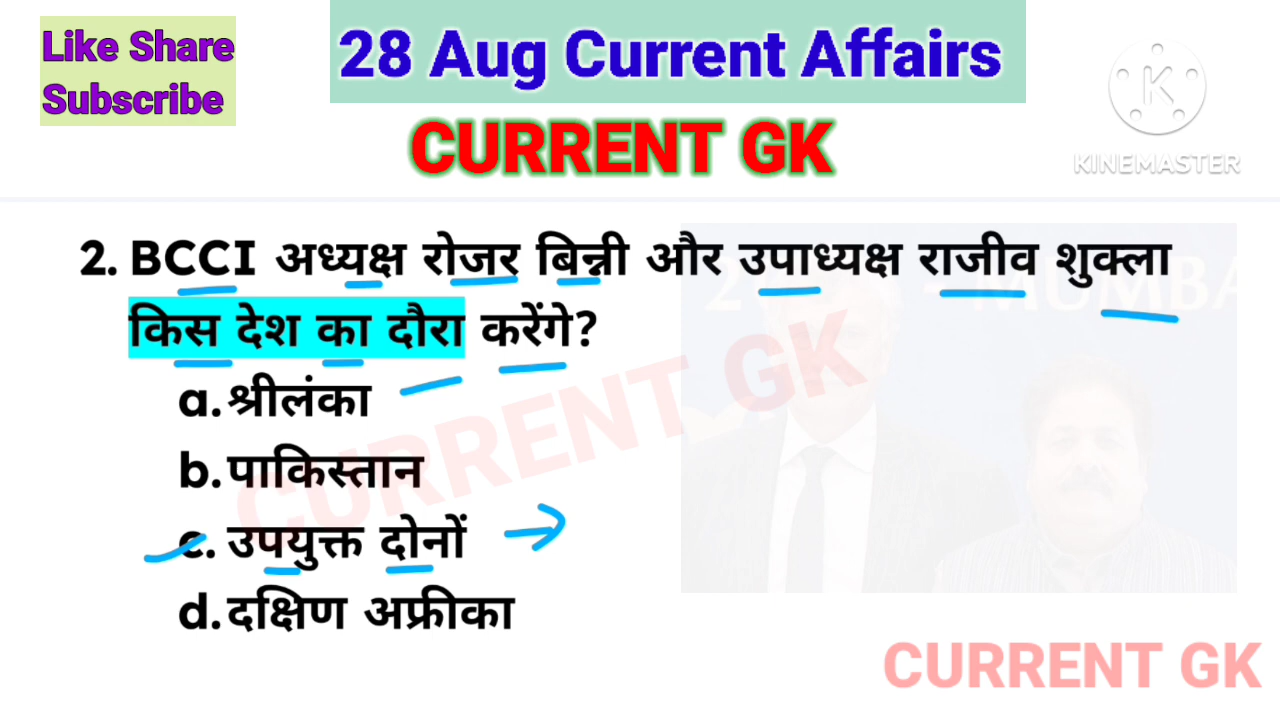 Like Share
Subscribe
28 Aug Current Affairs
CURRENT GK
KINEMASTER
2. BCCI अध्यक्ष रोजर बिन्नी और उपाध्यक्ष राजीव शुक्ला
किस देश का दौरा करेंगे?
a. श्रीलंका
b. पाकिस्तान
c. उपयुक्त दोनों
d. दक्षिण अफ्रीका
CURRENT GK
CURRENT GK